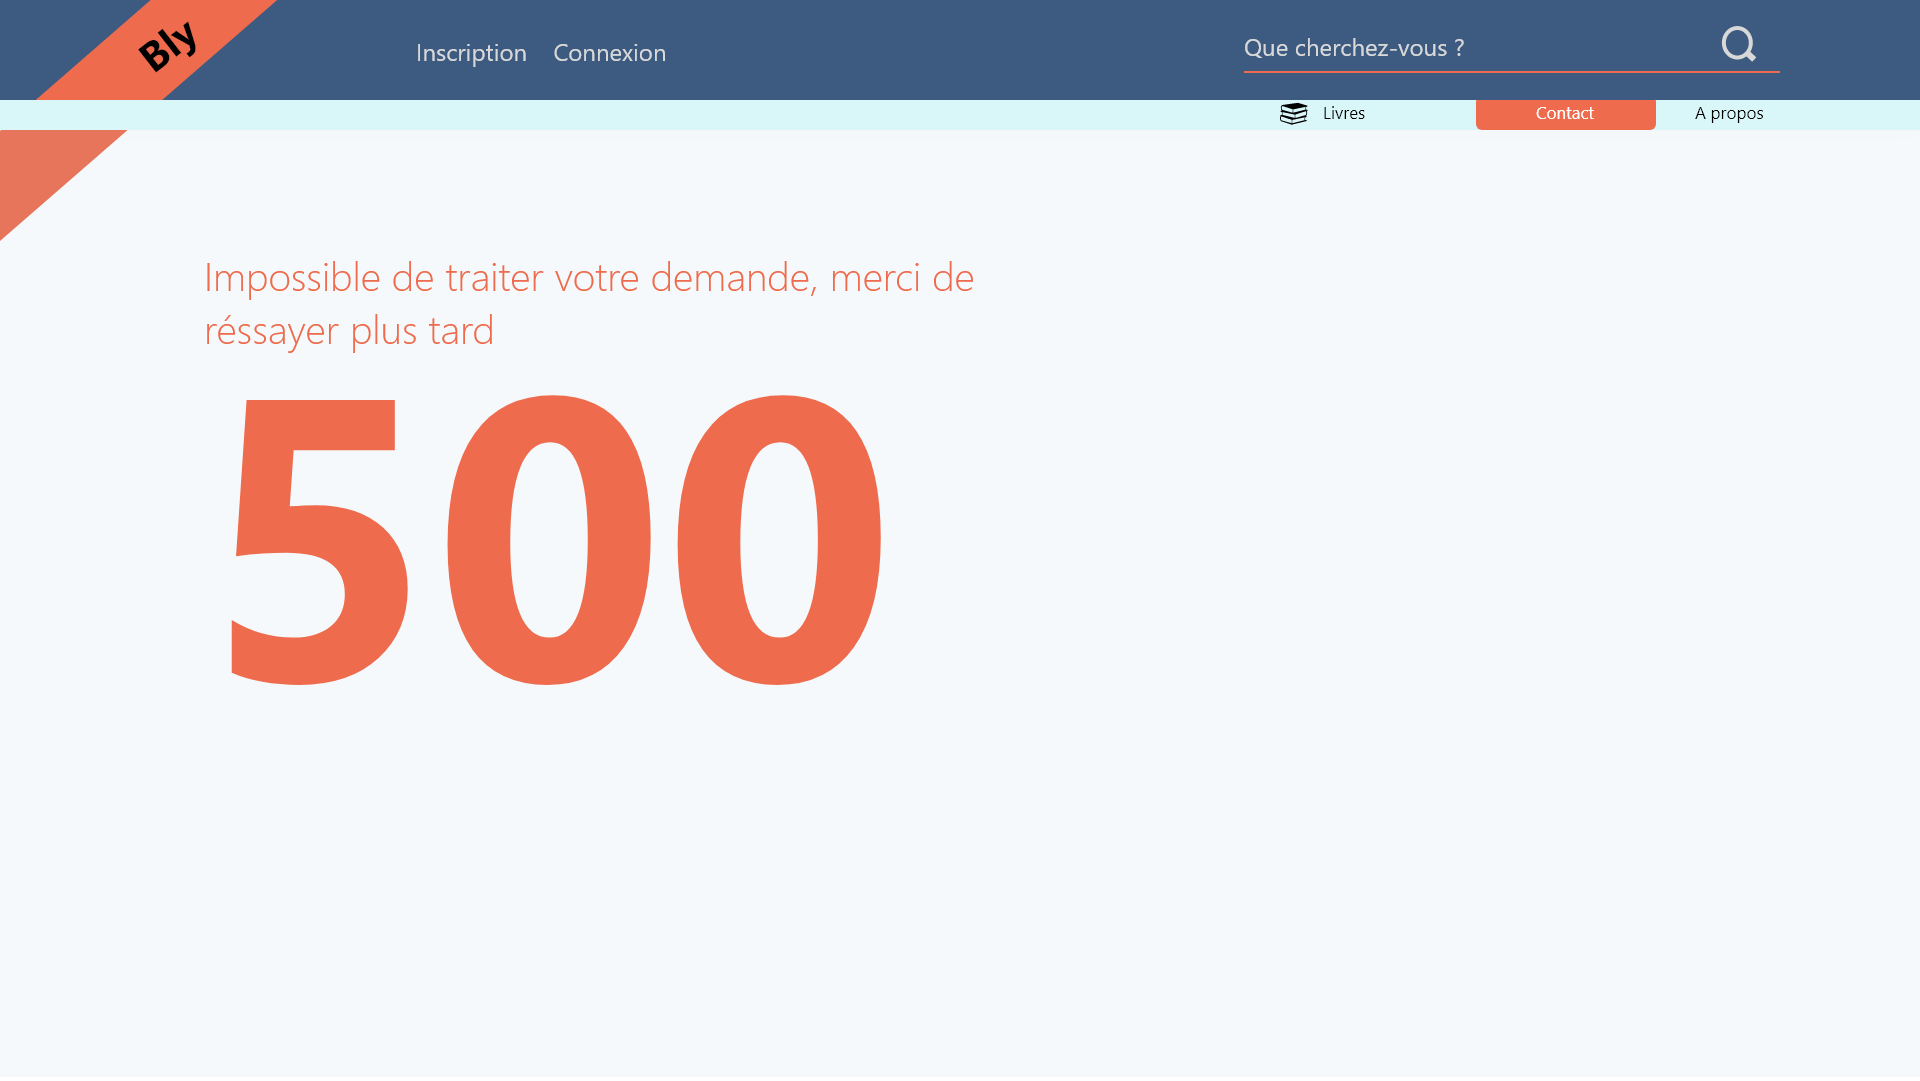 Bly
Inscription
Connexion
Que cherchez-vous ?
Livres
Contact
A propos
Impossible de traiter votre demande, merci de
réssayer plus tard
500